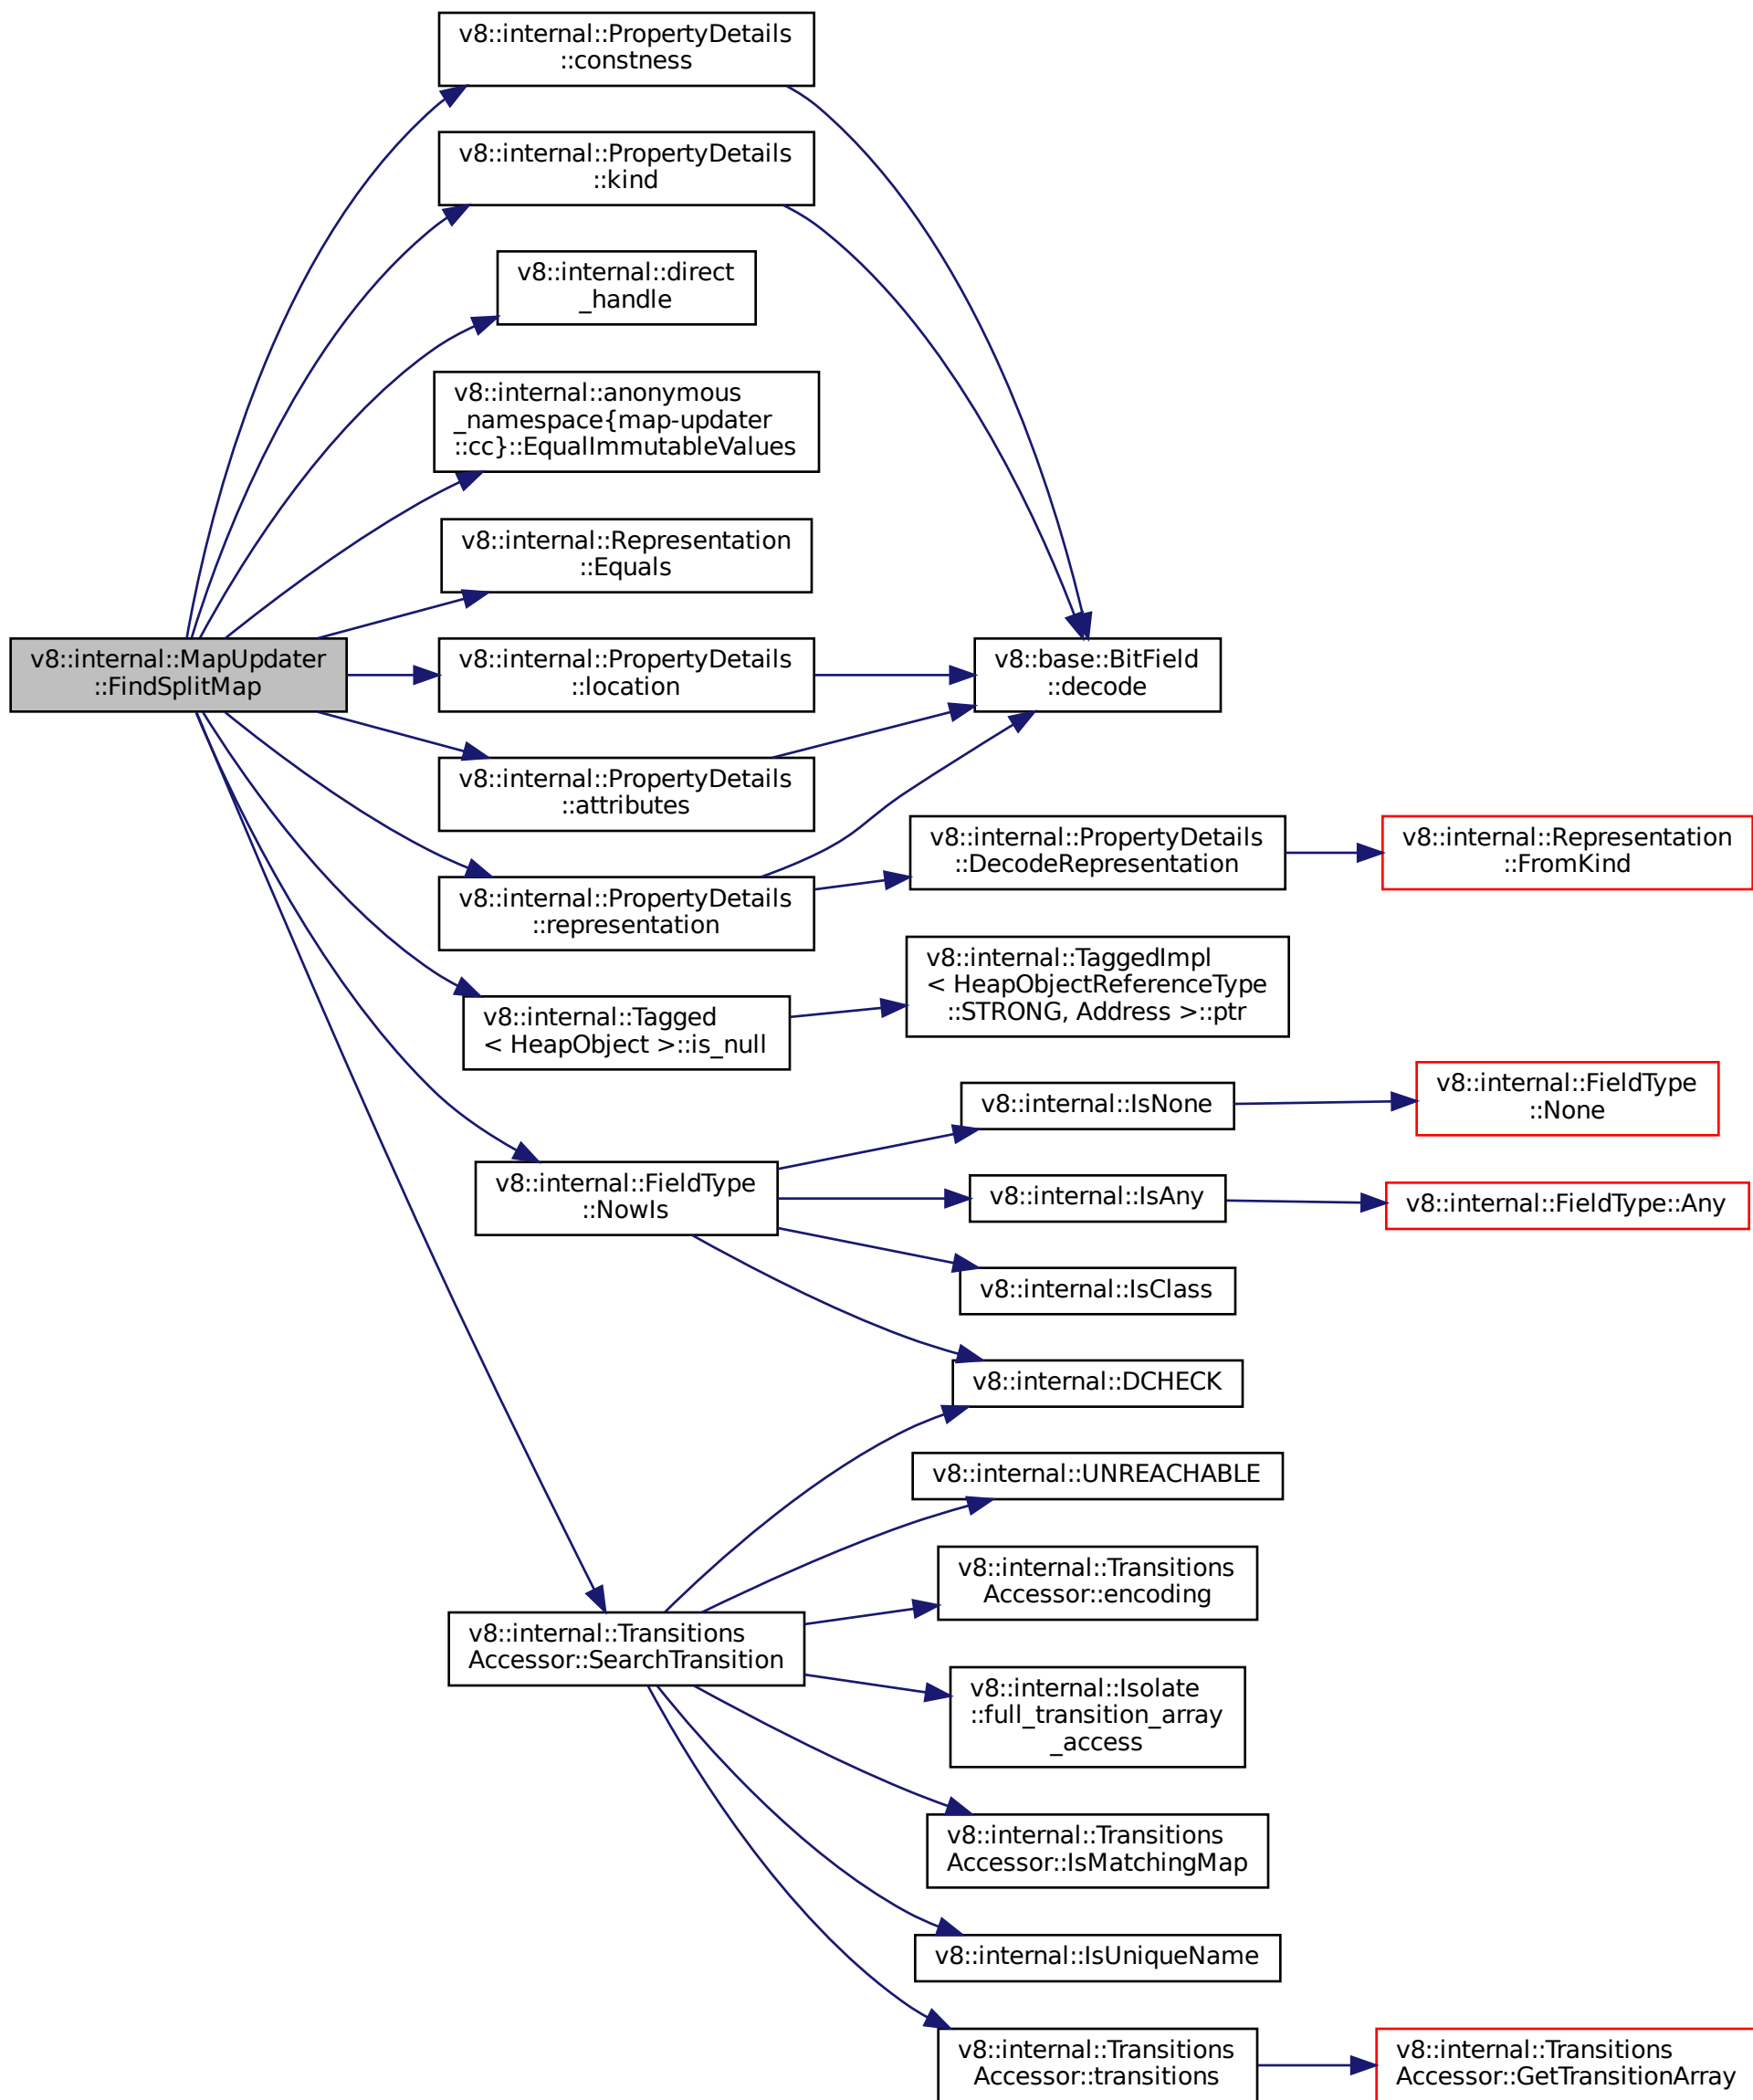 v8::internal::PropertyDetails
::constness
v8::internal::PropertyDetails
::kind
v8::internal::direct
_handle
v8::internal::anonymous
_namespace{map-updater
::cc}::EqualImmutableValues
v8::internal::Representation
::Equals
v8::internal::MapUpdater
::FindSplitMap
v8::internal::PropertyDetails
::location
v8::base::BitField
::decode
v8::internal::PropertyDetails
::attributes
v8::internal::PropertyDetails
::DecodeRepresentation
v8::internal::Representation
::FromKind
v8::internal::PropertyDetails
::representation
v8::internal::TaggedImpl
< HeapObjectReferenceType
::STRONG, Address >::ptr
v8::internal::Tagged
< HeapObject >::is_null
v8::internal::IsNone
v8::internal::FieldType
::None
v8::internal::FieldType
::NowIs
v8::internal::IsAny
v8::internal::FieldType::Any
v8::internal::IsClass
v8::internal::DCHECK
v8::internal::UNREACHABLE
v8::internal::Transitions
Accessor::encoding
v8::internal::Transitions
Accessor::SearchTransition
v8::internal::Isolate
::full_transition_array
_access
v8::internal::Transitions
Accessor::IsMatchingMap
v8::internal::IsUniqueName
v8::internal::Transitions
Accessor::transitions
v8::internal::Transitions
Accessor::GetTransitionArray